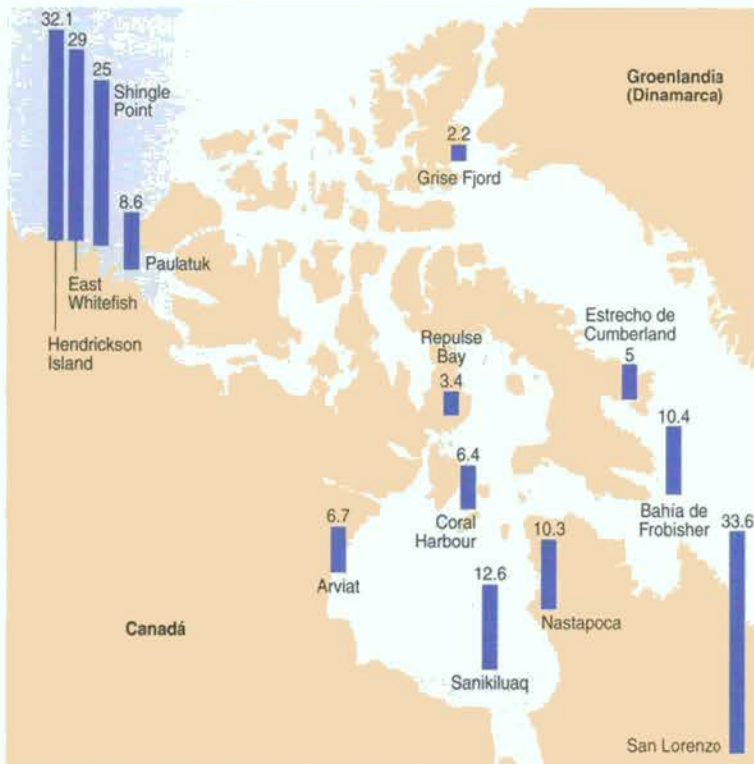 32.1
29
25
Shingle
Point
8.6
Paulatuk
East
Whitefish
Hendrickson
Island
Groenlandia
(Dinamarca)
2.2
Grise Fjord
Estrecho de
Cumberland
5
Repulse
Bay
3.4
10.4
Bahía de
Frobisher
6.4
Coral
Harbour
6.7
Arviat
10.3
Nastapoca
33.6
12.6
Sanikiluaq
Canadá
San Lorenzo